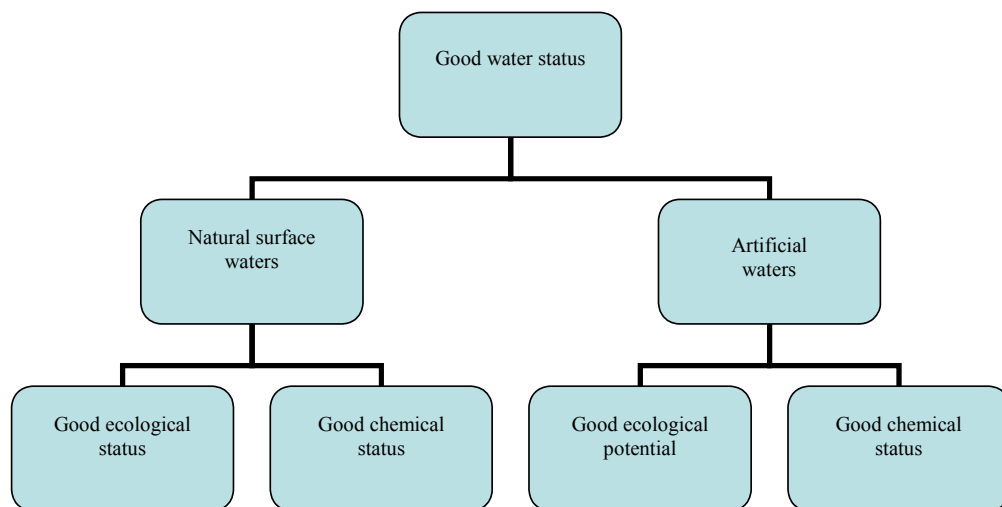 Good water status
Natural surface
waters
Artificial
waters
Good ecological
status
Good chemical
status
Good ecological
potential
Good chemical
status